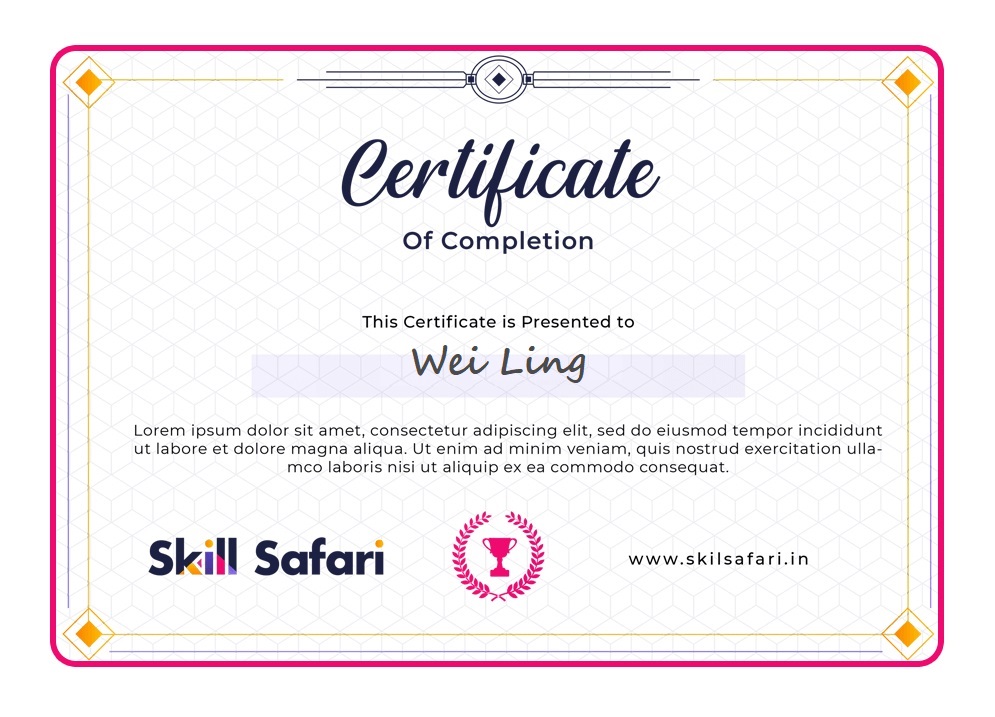 Certificate
Of Completion
This Certificate is Presented to
Wei Ling
Lorem ipsum dolor sit amet, consectetur adipiscing elit, sed do eiusmod tempor incididunt
ut labore et dolore magna aliqua. Ut enim ad minim veniam, quis nostrud exercitation ulla-
mco laboris nisi ut aliquip ex ea commodo consequat.
Skill Safari
www.skilsafari.in